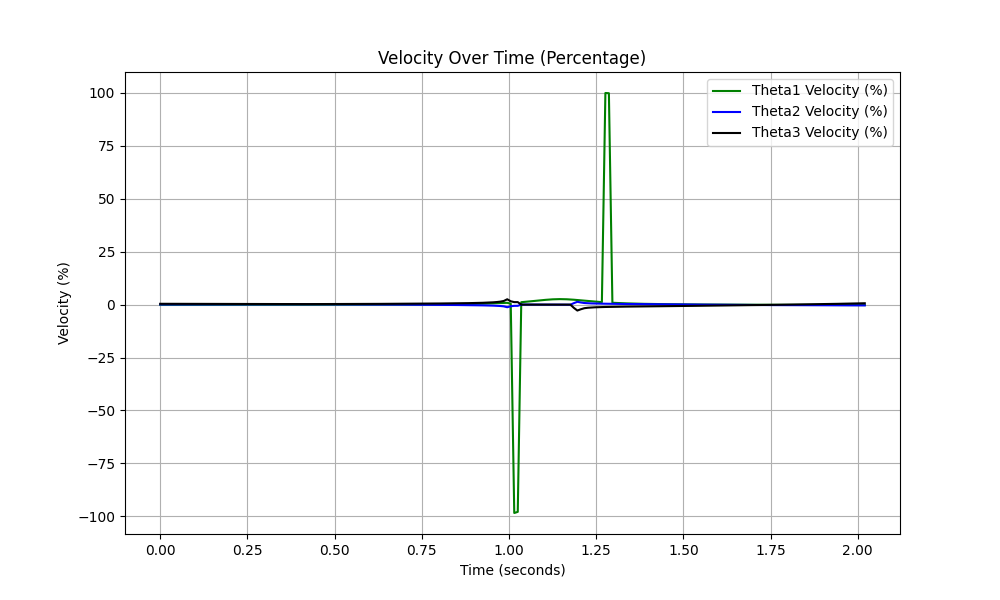 Velocity Over Time (Percentage)
Theta1 Velocity (%)
Theta2 Velocity (%)
Theta3 Velocity (%)
Velocity (%)
100
75
50
25
0
−25
−50
−75
−100
0.00 0.25 0.50 0.75 1.00 1.25 1.50 1.75 2.00
Time (seconds)